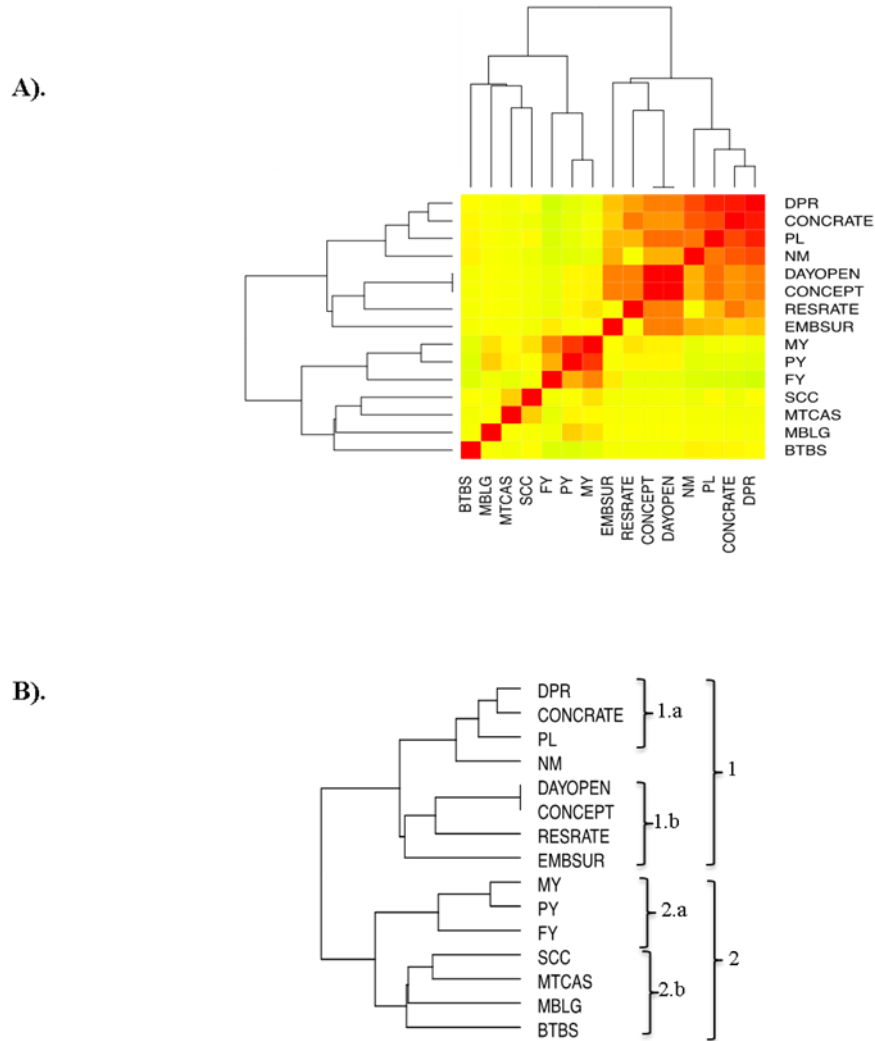 A).
DPR
CONCRATE
PL
NM
DAYOPEN
CONCEPT
RESRATE
EMBSUR
MY
PY
FY
SCC
MTCAS
MBLG
BTBS
BTBS
MBLG
MTCAS
SCC
FY
PY
MY
EMBSUR
RESRATE
CONCEPT
DAYOPEN
NM
PL
CONCRATE
DPR
B).
DPR
CONCRATE
1.a
PL
NM
1
DAYOPEN
CONCEPT
1.b
RESRATE
EMBSUR
MY
PY
2.a
FY
2
SCC
MTCAS
2.b
MBLG
BTBS